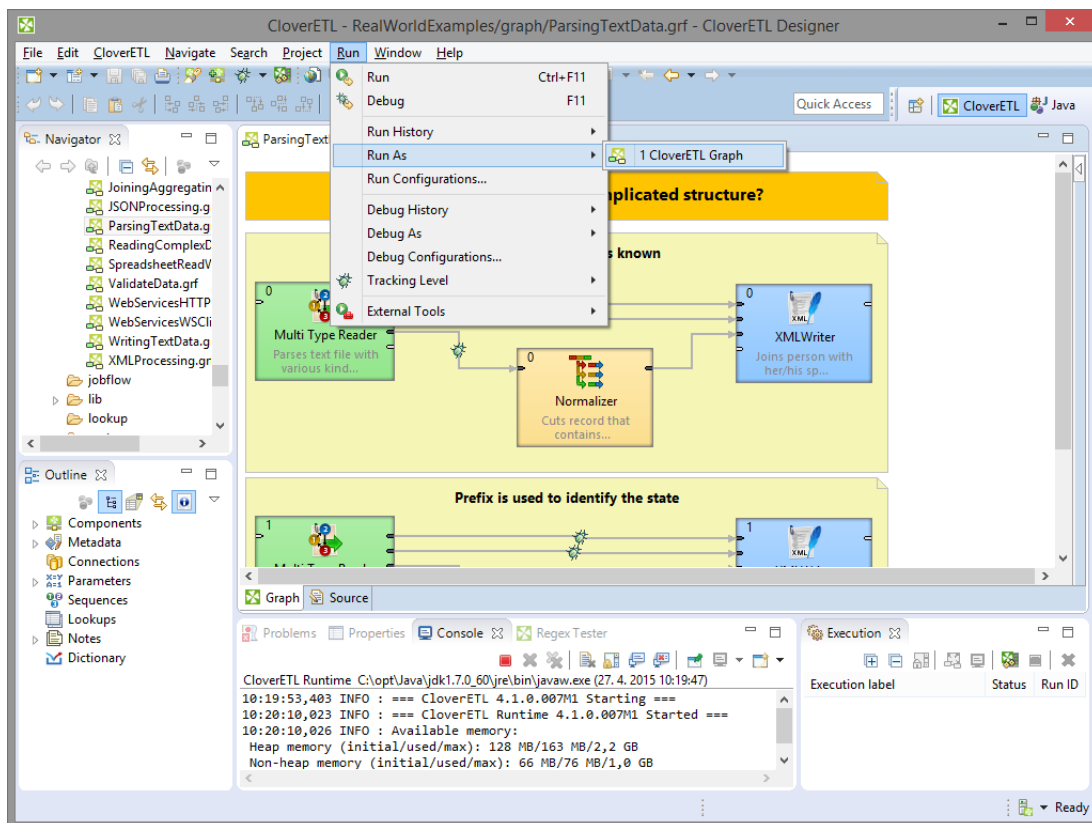 CloverETL - RealWorldExamples/graph/ParsingTextData.grf - CloverETL Designer
File Edit CloverETL Navigate Search Project Run Window Help
Run Ctrl+F11
Debug F11
Run History
Run As
1 CloverETL Graph
Run Configurations...
Debug History
Debug As
Debug Configurations...
Tracking Level
External Tools
Quick Access
CloverETL
Java
Navigator
JoiningAggregatin
JSONProcessing.g
ParsingTextData.g
ReadingComplexD
SpreadsheetReadW
ValidateData.grf
WebServicesHTTP
WebServicesWSCli
WritingTextData.g
XMLProcessing.gr
jobflow
lib
lookup
Outline
Components
Metadata
Connections
Parameters
Sequences
Lookups
Notes
Dictionary
ParsingText
plicated structure?
s known
0
Multi Type Reader
Parses text file with
various kind...
0
Normalizer
Cuts record that
contains...
0
XML
XMLWriter
Joins person with
her/his sp...
Prefix is used to identify the state
1
1
XML
Graph Source
Problems Properties Console Regex Tester
CloverETL Runtime C:\opt\Java\jdk1.7.0_60\jre\bin\javaw.exe (27. 4. 2015 10:19:47)
10:19:53,403 INFO : === CloverETL 4.1.0.007M1 Starting ===
10:20:10,023 INFO : === CloverETL Runtime 4.1.0.007M1 Started ===
10:20:10,026 INFO : Available memory:
Heap memory (initial/used/max): 128 MB/163 MB/2,2 GB
Non-heap memory (initial/used/max): 66 MB/76 MB/1,0 GB
Execution
Execution label Status Run ID
Ready